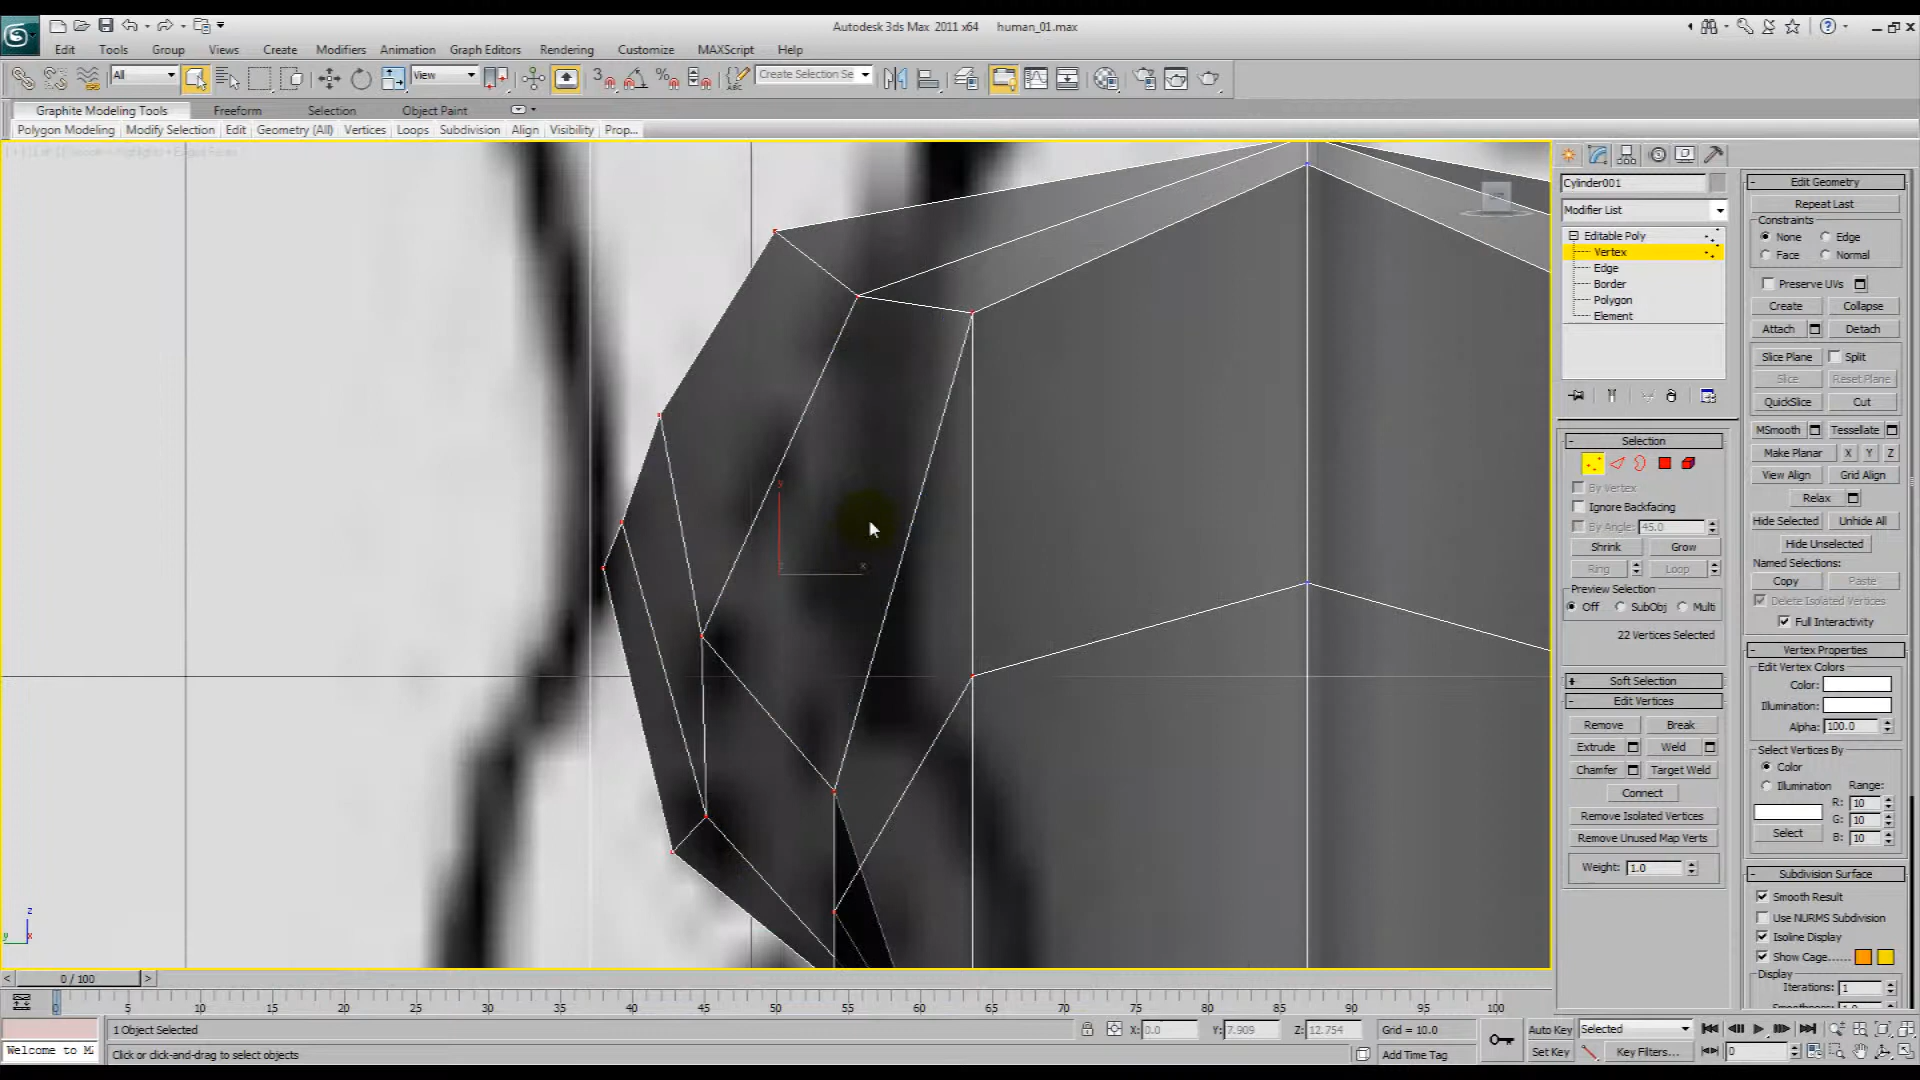 Autodesk 3ds Max 2011 x64 human_01.max
Edit Tools Group Views Create Modifiers Animation Graph Editors Rendering Customize MAXScript Help
All View 3 Create Selection Se
Graphite Modeling Tools Freeform Selection Object Paint
Polygon Modeling Modify Selection Edit Geometry (All) Vertices Loops Subdivision Align Visibility Prop...
Cylinder001
Modifier List
Editable Poly
Vertex
Edge
Border
Polygon
Element
Selection
By Vertex
Ignore Backfacing
By Angle: 45.0
Shrink Grow
Ring Loop
Preview Selection
Off SubObj Multi
22 Vertices Selected
Soft Selection
Edit Vertices
Remove Break
Extrude Weld
Chamfer Target Weld
Connect
Remove Isolated Vertices
Remove Unused Map Verts
Weight: 1.0
Edit Geometry
Repeat Last
Constraints
None Edge
Face Normal
Preserve UVs
Create Collapse
Attach Detach
Slice Plane Split
Slice Reset Plane
QuickSlice Cut
MSmooth Tessellate
Make Planar X Y Z
View Align Grid Align
Relax
Hide Selected Unhide All
Hide Unselected
Named Selections:
Copy Paste
Delete Isolated Vertices
Full Interactivity
Vertex Properties
Edit Vertex Colors
Color:
Illumination:
Alpha: 100.0
Select Vertices By
Color
Illumination Range:
R: 10
G: 10
B: 10
Select
Subdivision Surface
Smooth Result
Use NURMS Subdivision
Isoline Display
Show Cage......
Display
Iterations: 1
y
x
z
y x
< 0 / 100 >
0 5 10 15 20 25 30 35 40 45 50 55 60 65 70 75 80 85 90 95 100
1 Object Selected X: 0.0 Y: 7.909 Z: 12.754 Grid = 10.0 Auto Key Selected
Welcome to M Click or click-and-drag to select objects Add Time Tag Set Key Key Filters... 0